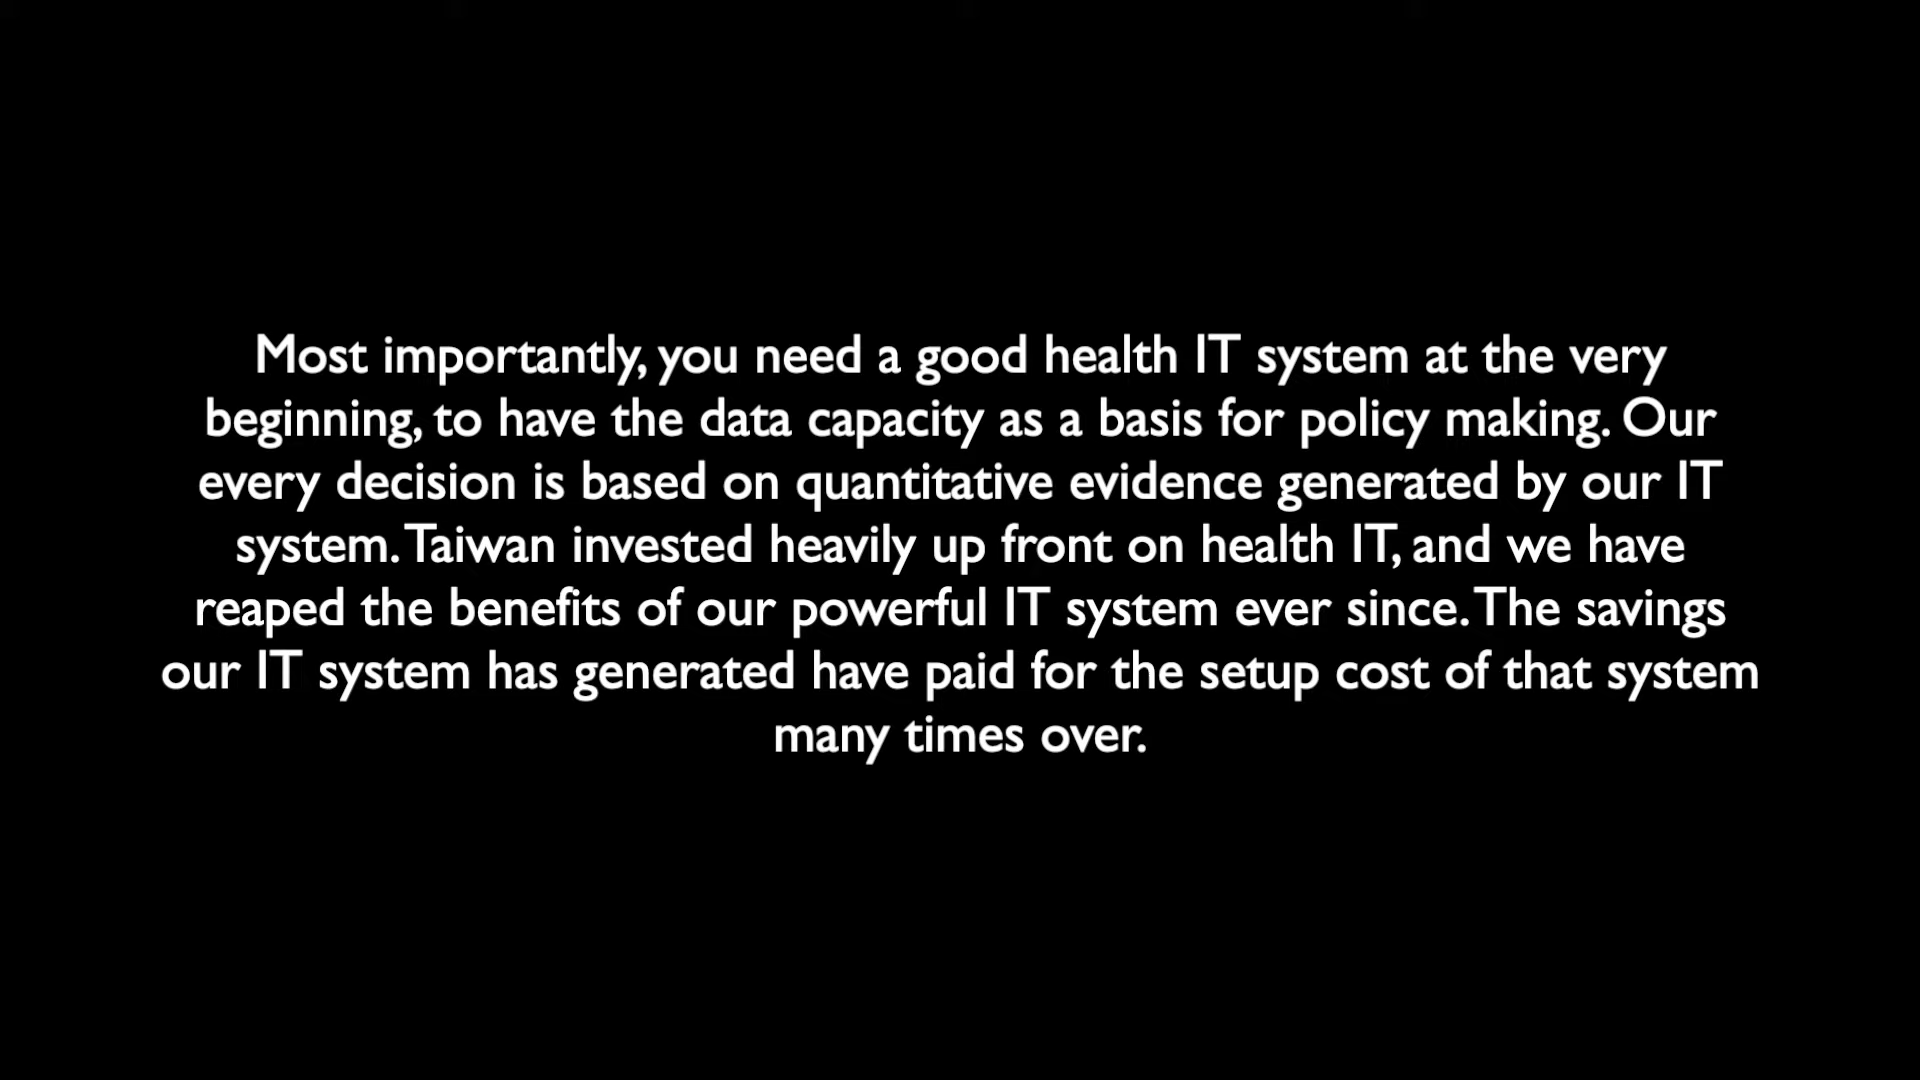 Most importantly, you need a good health IT system at the very
beginning, to have the data capacity as a basis for policy making. Our
every decision is based on quantitative evidence generated by our IT
system. Taiwan invested heavily up front on health IT, and we have
reaped the benefits of our powerful IT system ever since. The savings
our IT system has generated have paid for the setup cost of that system
many times over.